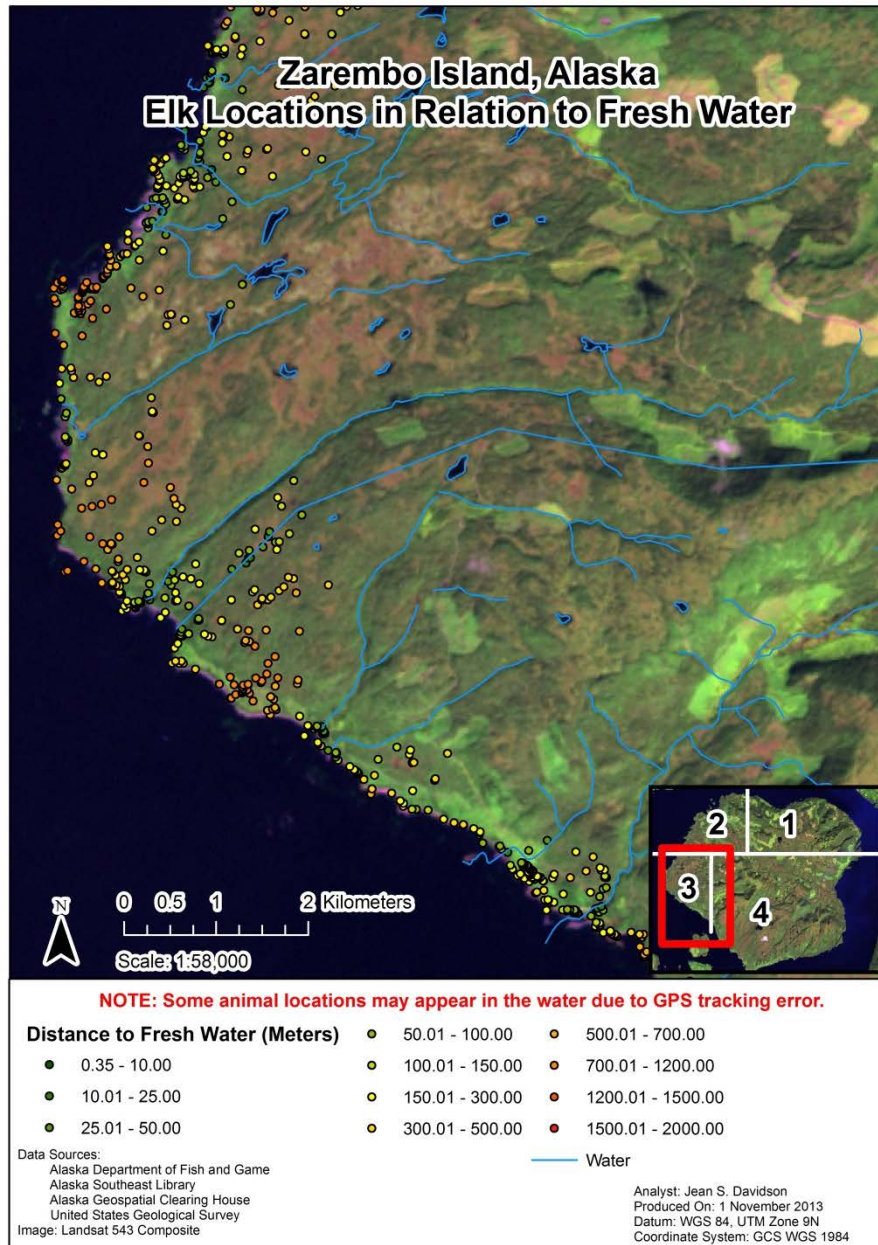 Zarembo Island, Alaska
Elk Locations in Relation to Fresh Water
2
1
3
4
N
0 0.5 1 2 Kilometers
Scale: 1:58,000
NOTE: Some animal locations may appear in the water due to GPS tracking error.
Distance to Fresh Water (Meters)
0.35 - 10.00
10.01 - 25.00
25.01 - 50.00
50.01 - 100.00
100.01 - 150.00
150.01 - 300.00
300.01 - 500.00
500.01 - 700.00
700.01 - 1200.00
1200.01 - 1500.00
1500.01 - 2000.00
Water
Data Sources:
Alaska Department of Fish and Game
Alaska Southeast Library
Alaska Geospatial Clearing House
United States Geological Survey
Image: Landsat 543 Composite
Analyst: Jean S. Davidson
Produced On: 1 November 2013
Datum: WGS 84, UTM Zone 9N
Coordinate System: GCS WGS 1984